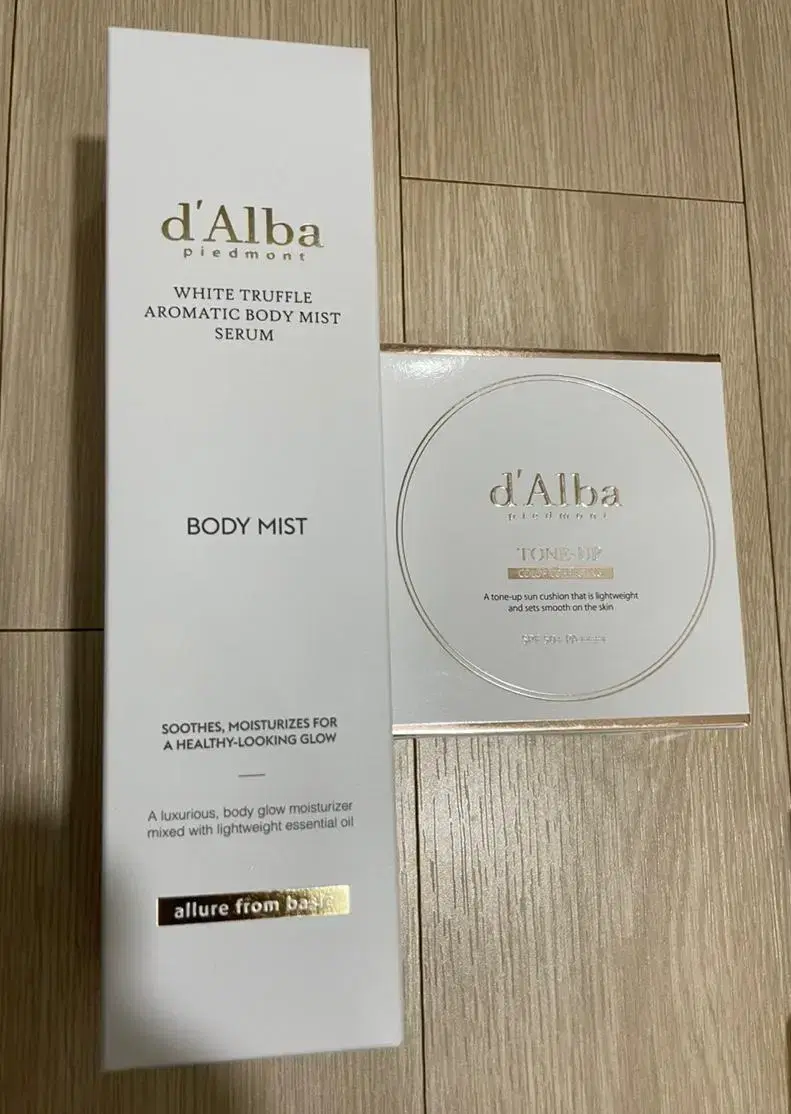 d'Alba
piedmont
WHITE TRUFFLE
AROMATIC BODY MIST
SERUM
BODY MIST
SOOTHES, MOISTURIZES FOR
A HEALTHY-LOOKING GLOW
A luxurious, body glow moisturizer
mixed with lightweight essential oil
allure from basic
d'Alba
piedmont
TONE-UP
A tone-up sun cushion that is lightweight
and sets smooth on the skin